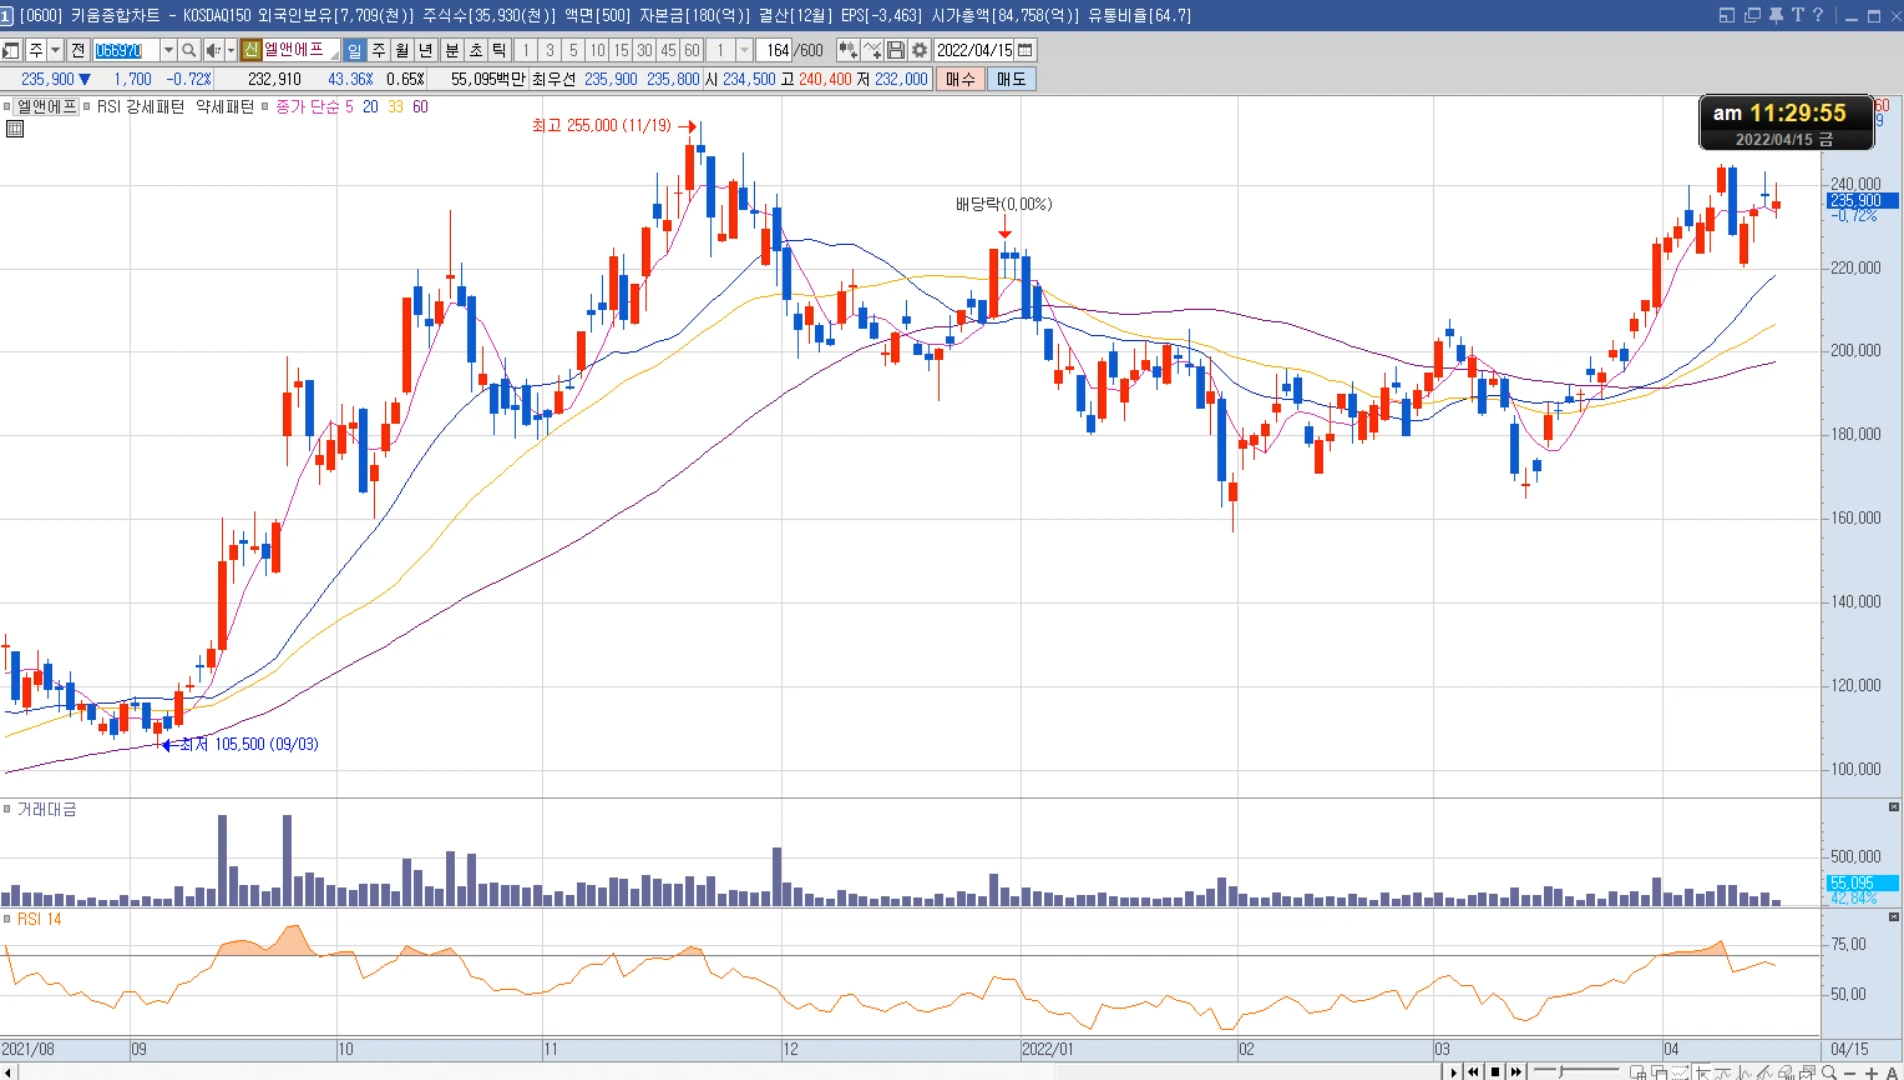 1 [0600] 키움종합차트 - KOSDAQ150 외국인보유[7,709(천)] 주식수[35,930(천)] 액면[500] 자본금[180(억)] 결산[12월] EPS[-3,463] 시가총액[84,758(억)] 유통비율[64.7] T ?
주 전 066970 신 엘앤에프 일 주 월 년 분 초 틱 1 3 5 10 15 30 45 60 1 164 /600 2022/04/15
235,900 ▼ 1,700 -0.72% 232,910 43.36% 0.65% 55,095백만 최우선 235,900 235,800 시 234,500 고 240,400 저 232,000 매수 매도
엘앤에프 RSI 강세패턴 약세패턴 종가 단순 5 20 33 60
am 11:29:55
2022/04/15 금
최고 255,000 (11/19)
배당락(0,00%)
최저 105,500 (09/03)
240,000
235,900
-0,72%
220,000
200,000
180,000
160,000
140,000
120,000
100,000
거래대금
500,000
55,095
42,84%
RSI 14
75,00
50,00
2021/08 09 10 11 12 2022/01 02 03 04 04/15